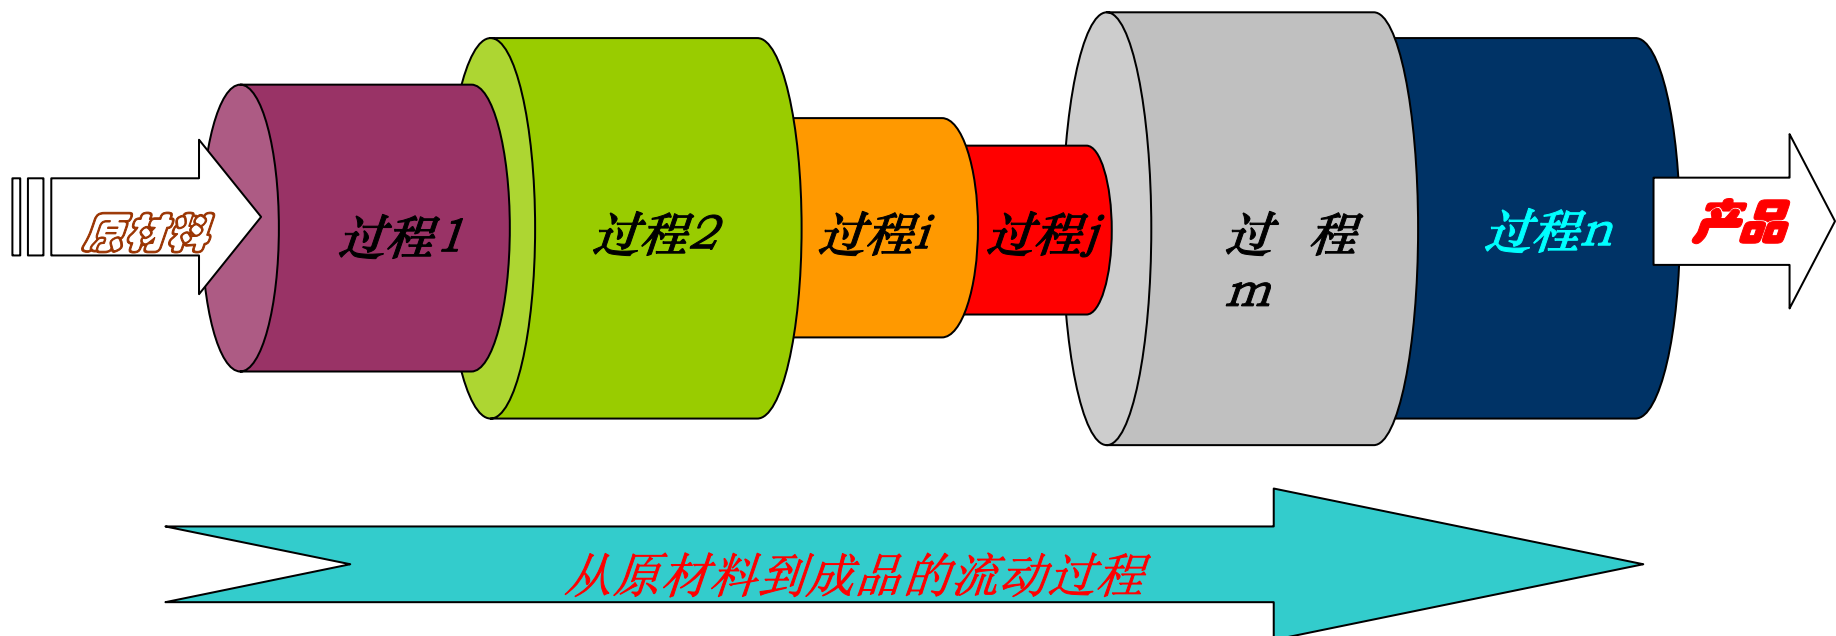 原材料
过程1
过程2
过程i
过程j
过 程
m
过程n
产品
从原材料到成品的流动过程